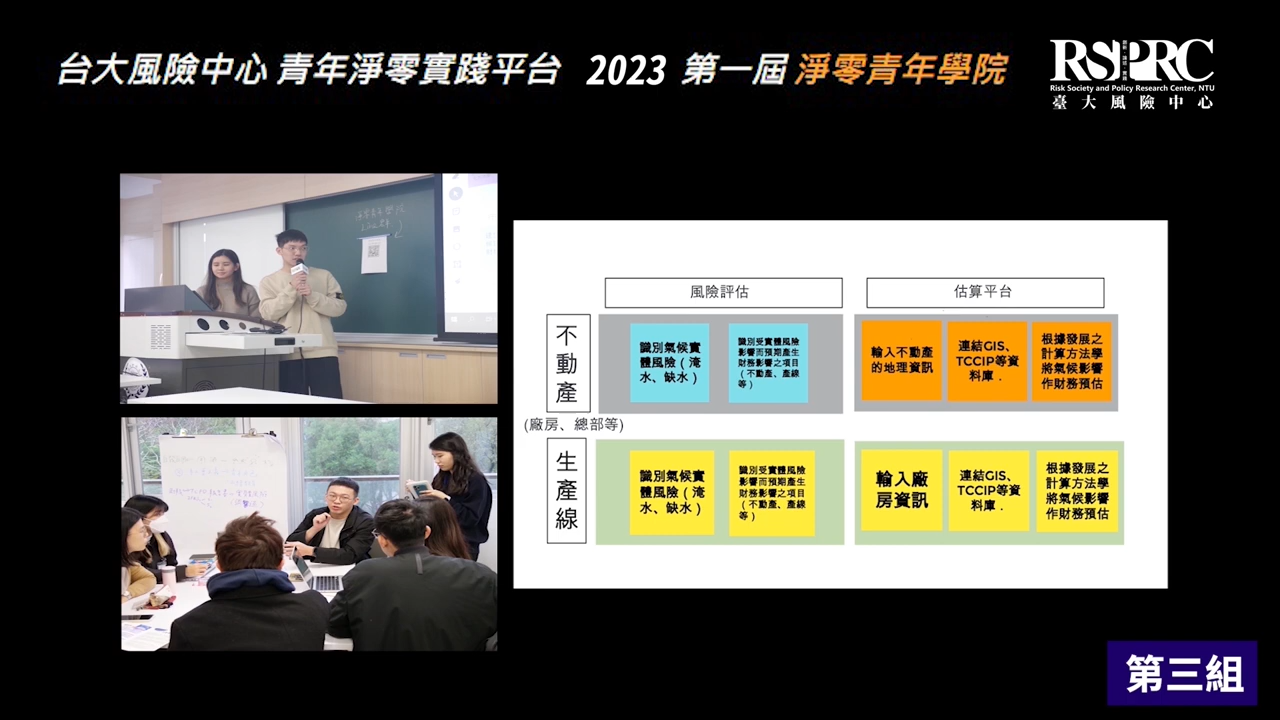 台大風險中心 青年淨零實踐平台 2023 第一屆 淨零青年學院
RSPRC
Risk Society and Policy Research Center, NTU
臺大風險中心
風險評估
估算平台
不動產
識別氣候實
體風險(淹
水、缺水)
識別受實體風險
影響而預期產生
財務影響之項目
(不動產、產線
等)
輸入不動產
的地理資訊
連結GIS、
TCCIP等資
料庫.
根據發展之
計算方法學
將氣候影響
作財務預估
(廠房、總部等)
生產線
識別氣候實
體風險(淹
水、缺水)
識別受實體風險
影響而預期產生
財務影響之項目
(不動產、產線
等)
輸入廠
房資訊
連結GIS、
TCCIP等資
料庫.
根據發展之
計算方法學
將氣候影響
作財務預估
第三組